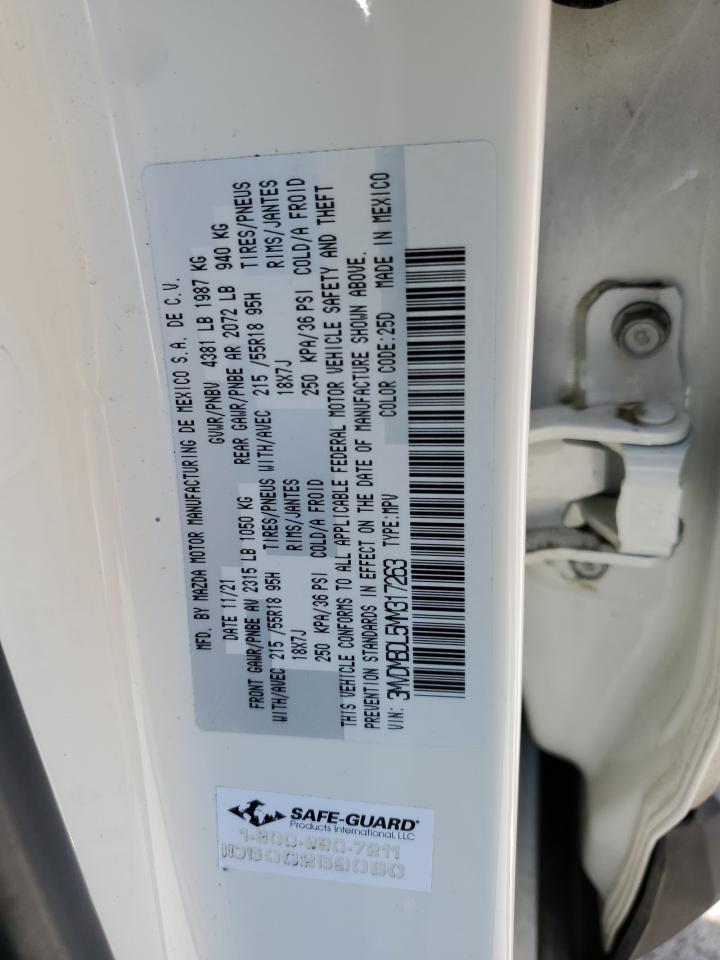 MFD. BY MAZDA MOTOR MANUFACTURING DE MEXICO S.A. DE C.V.
DATE 11/21 GVWR/PNBV 4381 LB 1987 KG
FRONT GAWR/PNBE AV 2315 LB 1050 KG REAR GAWR/PNBE AR 2072 LB 940 KG
WITH/AVEC 215 /55R18 95H TIRES/PNEUS WITH/AVEC 215 /55R18 95H TIRES/PNEUS
18X7J RIMS/JANTES 18X7J RIMS/JANTES
250 KPA/36 PSI COLD/A FROID 250 KPA/36 PSI COLD/A FROID
THIS VEHICLE CONFORMS TO ALL APPLICABLE FEDERAL MOTOR VEHICLE SAFETY AND THEFT
PREVENTION STANDARDS IN EFFECT ON THE DATE OF MANUFACTURE SHOWN ABOVE.
VIN: TYPE:MPV COLOR CODE:25D MADE IN MEXICO
SAFE-GUARD®
Products International, LLC
1-800-990-7211